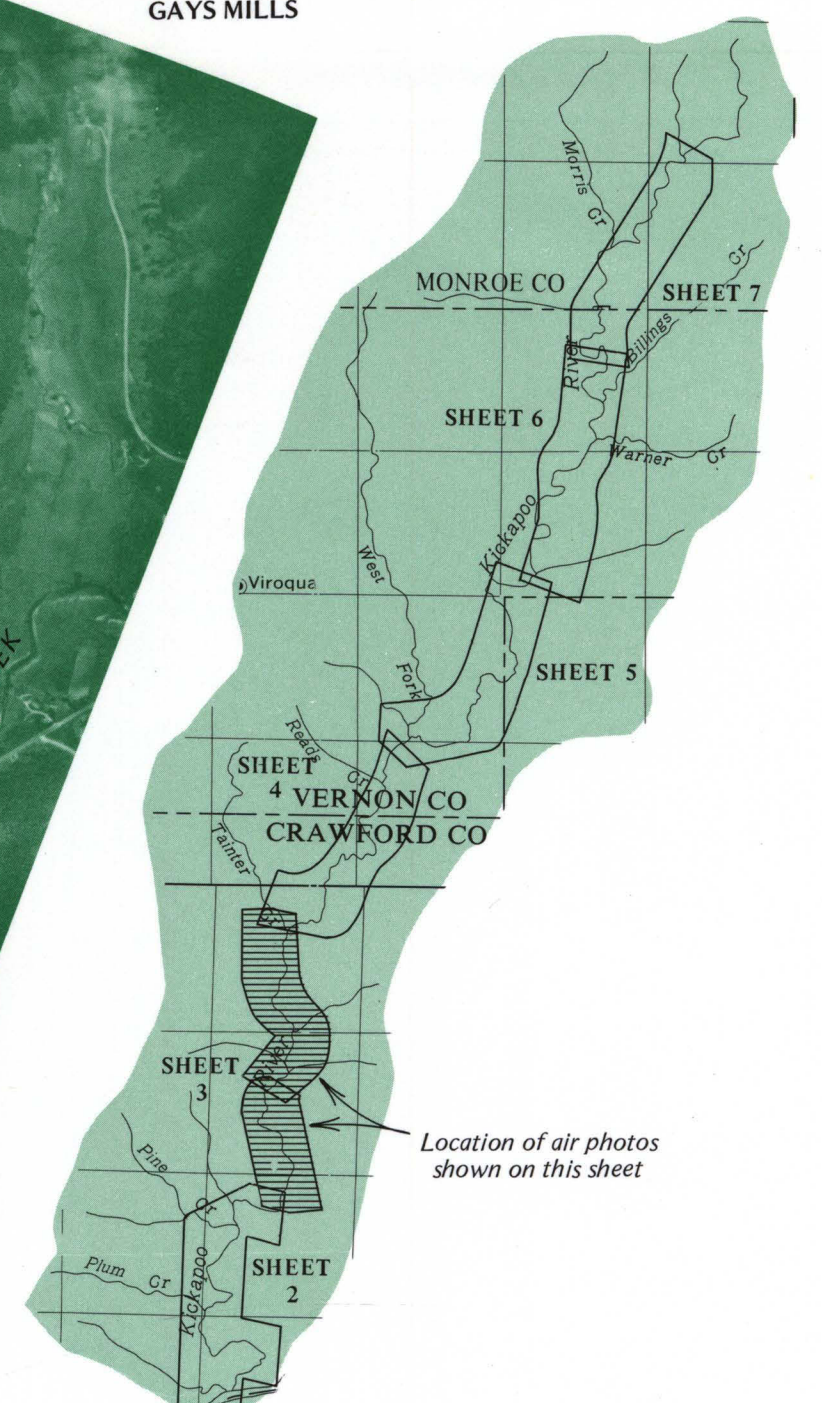 GAYS MILLS
Morris Cr
MONROE CO
Cr
SHEET 7
Billings
River
SHEET 6
Warner Cr
Kickapoo
West
Viroqua
Fork
SHEET 5
Reads
Cr
SHEET
4
VERNON CO
CRAWFORD CO
Tainter
Cr
River
SHEET
3
Location of air photos
shown on this sheet
Pine
Cr
Plum Cr
Kickapoo
SHEET
2